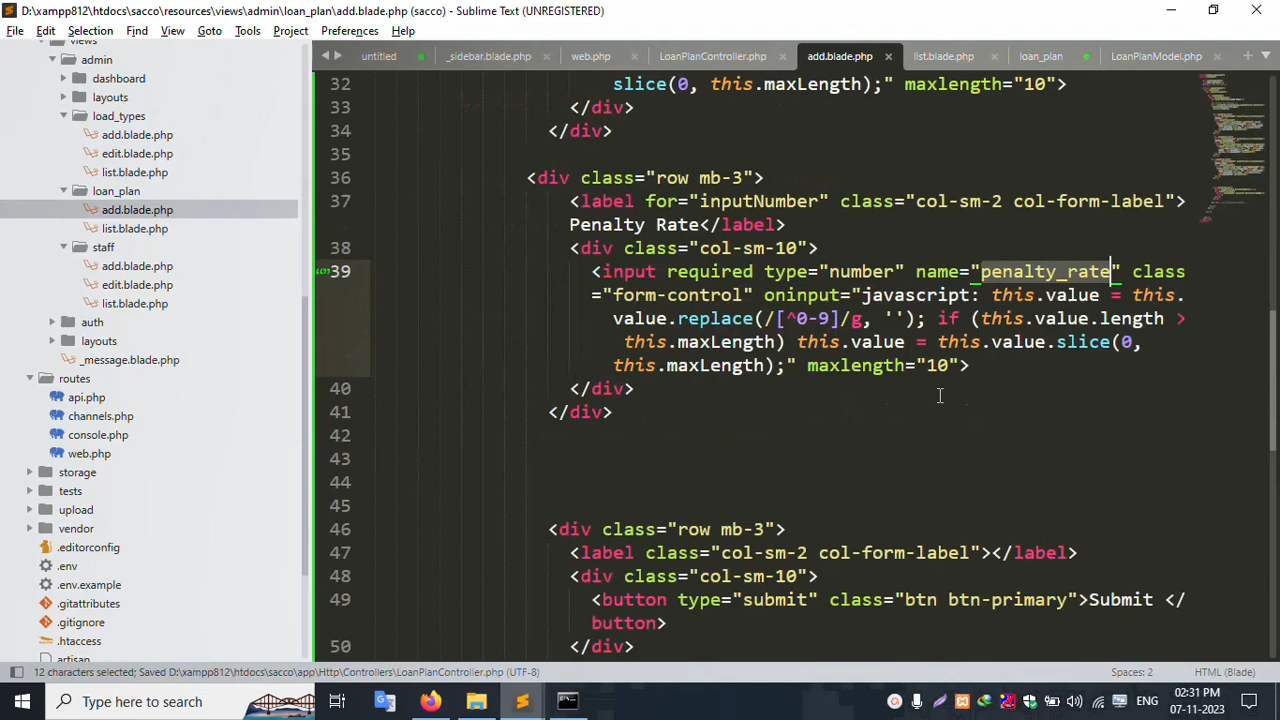 D:\xampp812\htdocs\sacco\resources\views\admin\loan_plan\add.blade.php (sacco) - Sublime Text (UNREGISTERED)
File Edit Selection Find View Goto Tools Project Preferences Help
untitled _sidebar.blade.php web.php LoanPlanController.php add.blade.php list.blade.php loan_plan LoanPlanModel.php
views
admin
dashboard
layouts
load_types
add.blade.php
edit.blade.php
list.blade.php
loan_plan
add.blade.php
list.blade.php
staff
add.blade.php
edit.blade.php
list.blade.php
auth
layouts
_message.blade.php
routes
api.php
channels.php
console.php
web.php
storage
tests
upload
vendor
.editorconfig
.env
.env.example
.gitattributes
.gitignore
.htaccess
artisan
32 slice(0, this.maxLength);" maxlength="10">
33 </div>
34 </div>
35
36 <div class="row mb-3">
37 <label for="inputNumber" class="col-sm-2 col-form-label">
Penalty Rate</label>
38 <div class="col-sm-10">
39 <input required type="number" name="penalty_rate" class
="form-control" oninput="javascript: this.value = this.
value.replace(/[^0-9]/g, ''); if (this.value.length >
this.maxLength) this.value = this.value.slice(0,
this.maxLength);" maxlength="10">
40 </div>
41 </div>
42
43
44
45
46 <div class="row mb-3">
47 <label class="col-sm-2 col-form-label"></label>
48 <div class="col-sm-10">
49 <button type="submit" class="btn btn-primary">Submit </
button>
50 </div>
12 characters selected; Saved D:\xampp812\htdocs\sacco\app\Http\Controllers\LoanPlanController.php (UTF-8) Spaces: 2 HTML (Blade)
Type here to search
ENG
02:31 PM
07-11-2023